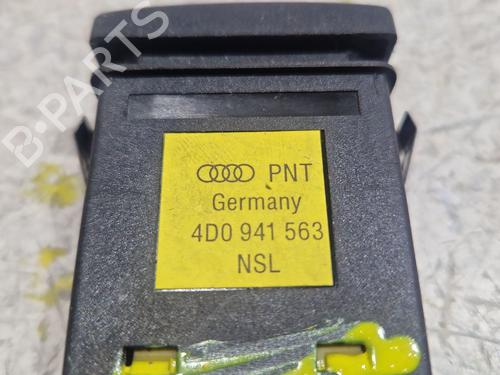 B-PARTS
PNT
Germany
4D0 941 563
NSL